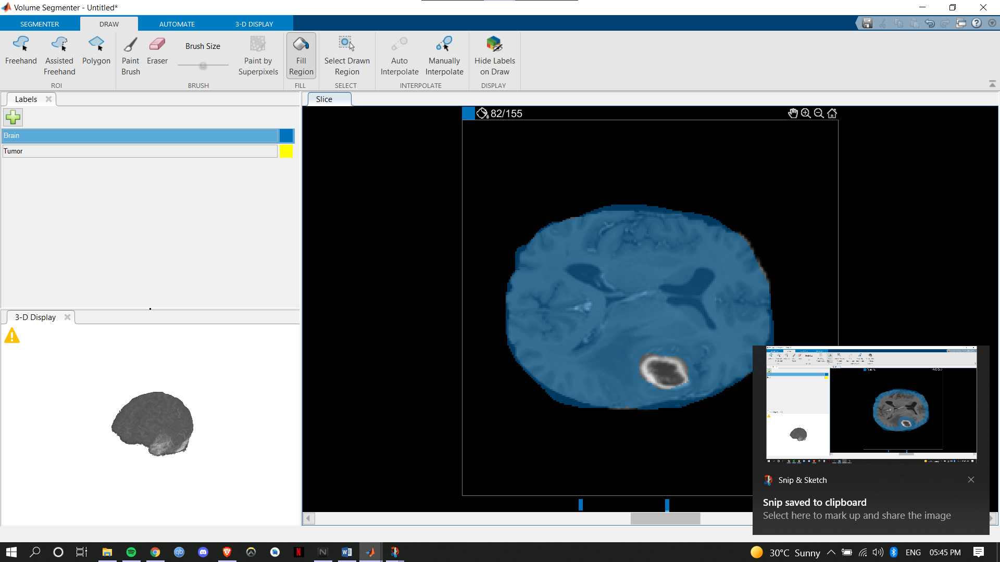 Volume Segmenter - Untitled*
SEGMENTER
DRAW
AUTOMATE
3-D DISPLAY
Freehand
Assisted
Freehand
Polygon
ROI
Paint
Brush
Eraser
Brush Size
Paint by
Superpixels
BRUSH
Fill
Region
FILL
Select Drawn
Region
SELECT
Auto
Interpolate
Manually
Interpolate
INTERPOLATE
Hide Labels
on Draw
DISPLAY
Labels
Brain
Tumor
3-D Display
Slice
82/155
Snip & Sketch
Snip saved to clipboard
Select here to mark up and share the image
30°C Sunny
ENG
05:45 PM